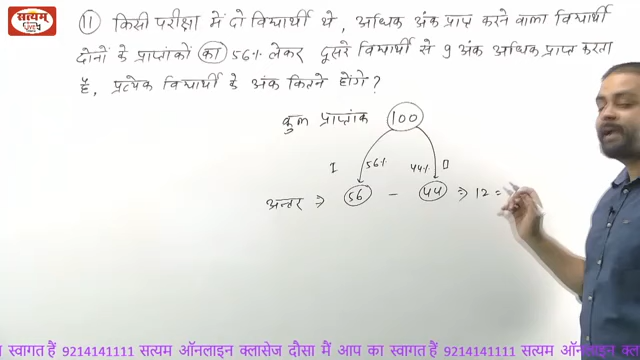 सत्यम्
Live
⑪ किसी परीक्षा में दो विद्यार्थी थे, अधिक अंक प्राप्त करने वाला विद्यार्थी
दोनों के प्राप्तांकों का 56% लेकर दूसरे विद्यार्थी से 9 अंक अधिक प्राप्त करता
है, प्रत्येक विद्यार्थी के अंक कितने होंगे ?
कुल प्राप्तांक 100
I 56% 44% II
अन्तर ⇒ 56 - 44 ⇒ 12 =
स्वागत हैं 9214141111 सत्यम ऑनलाइन क्लासेज दौसा मैं आप का स्वागत हैं 9214141111 सत्यम ऑनलाइन क्ल